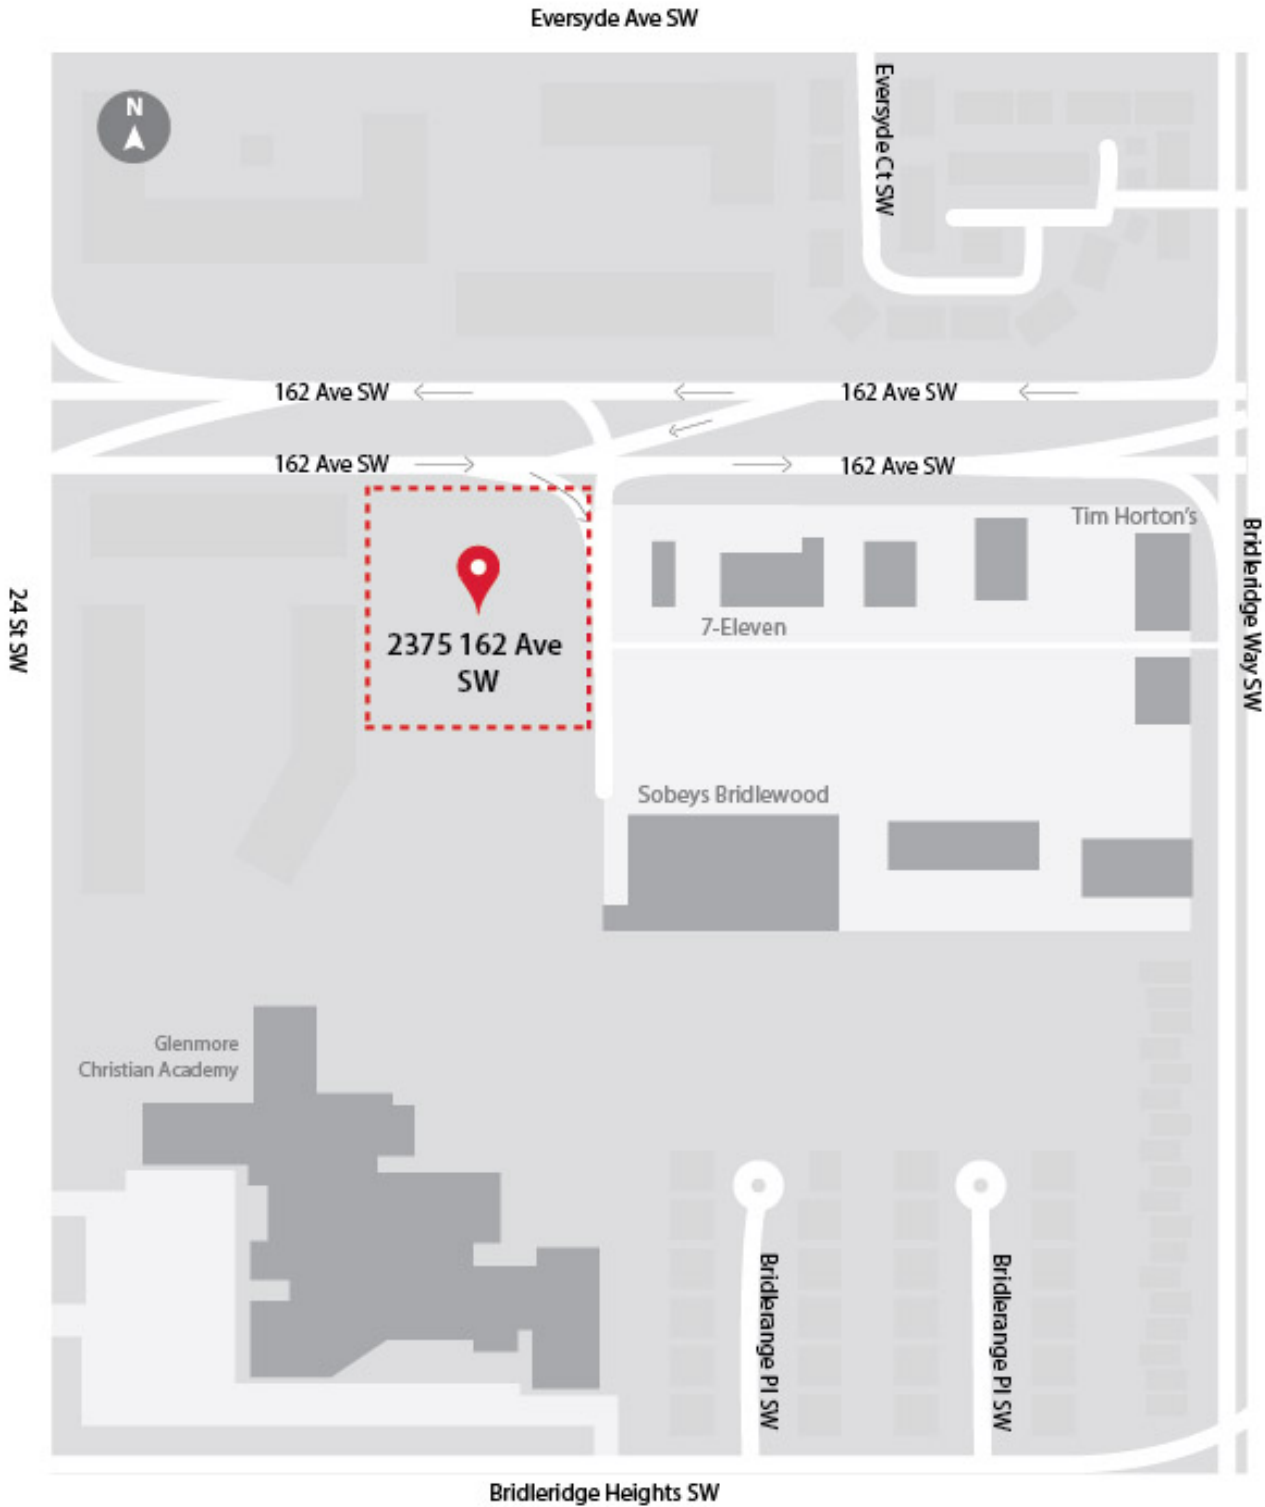 Eversyde Ave SW
N
Eversyde Ct SW
162 Ave SW
162 Ave SW
162 Ave SW
162 Ave SW
Tim Horton's
7-Eleven
2375 162 Ave
SW
24 St SW
Bridleridge Way SW
Sobeys Bridlewood
Glenmore
Christian Academy
Bridlerange Pl SW
Bridlerange Pl SW
Bridleridge Heights SW